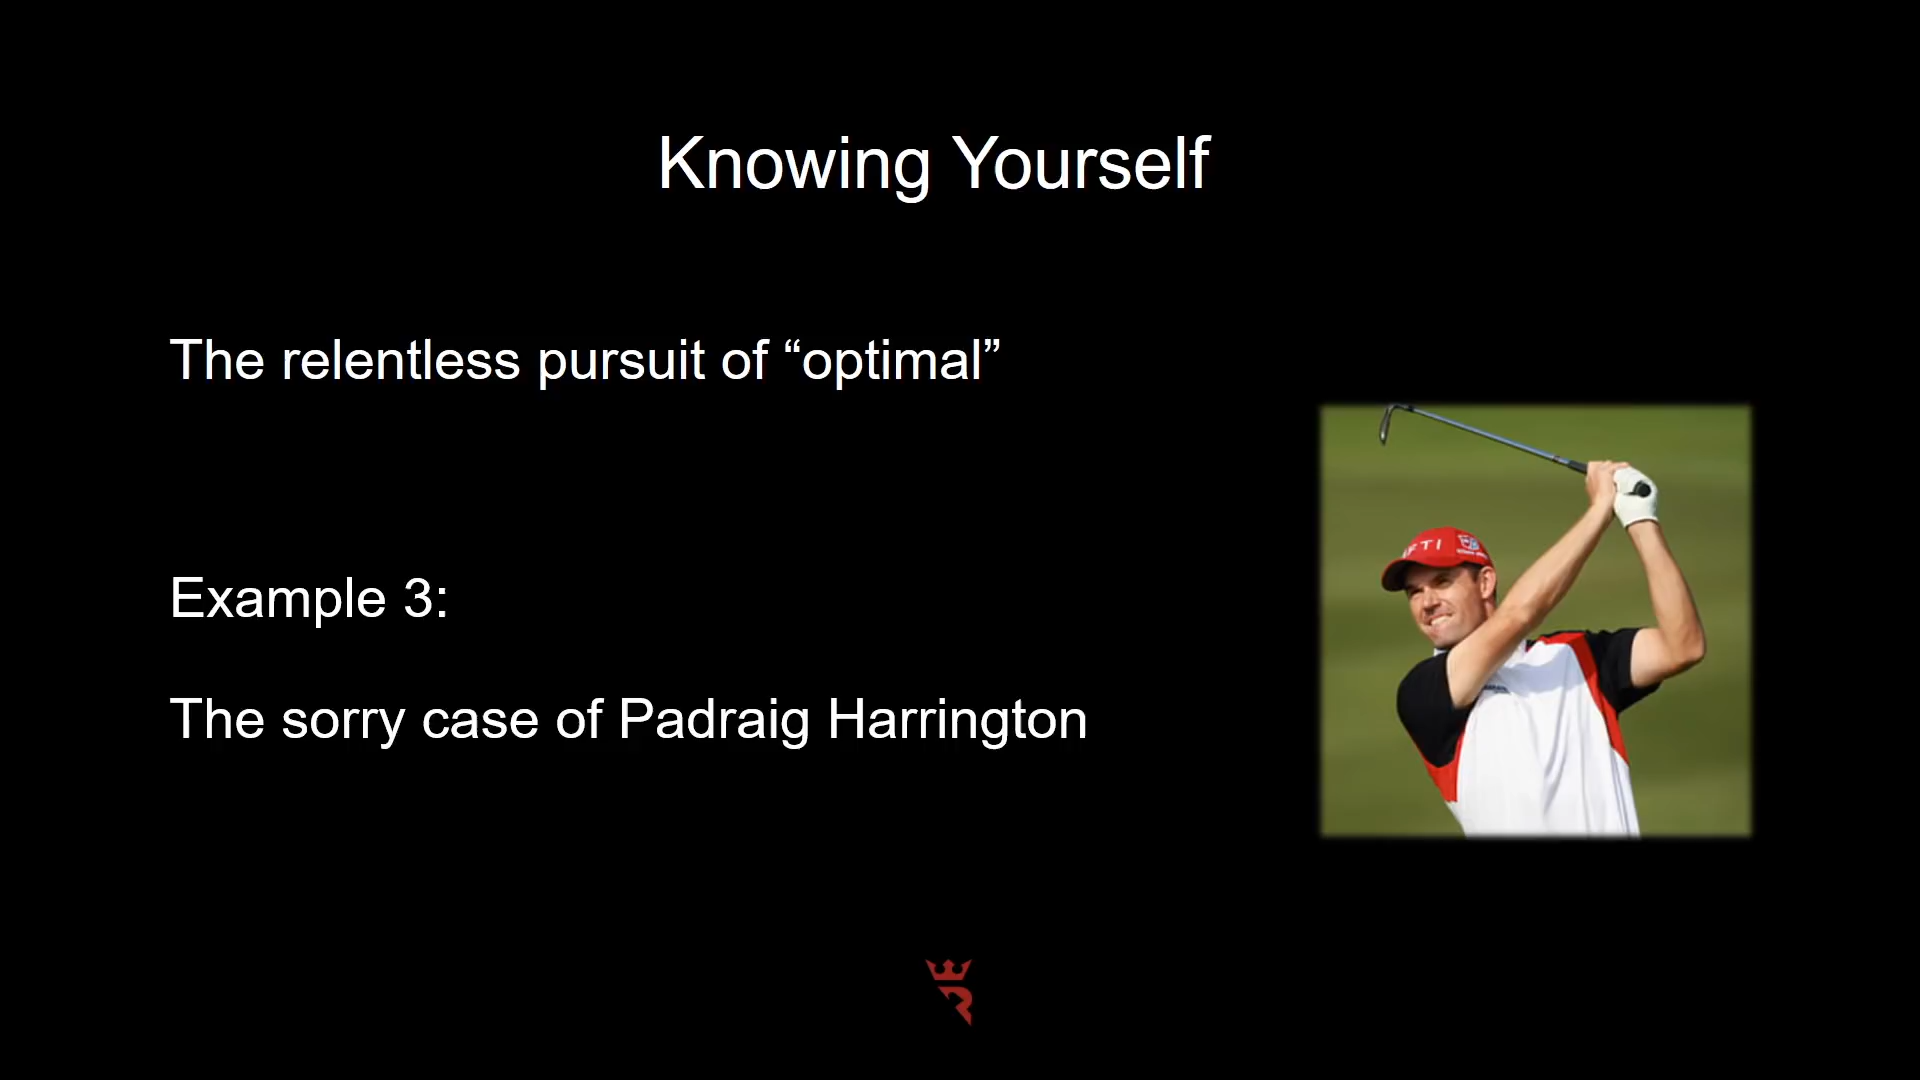 Knowing Yourself
The relentless pursuit of “optimal”
Example 3:
The sorry case of Padraig Harrington